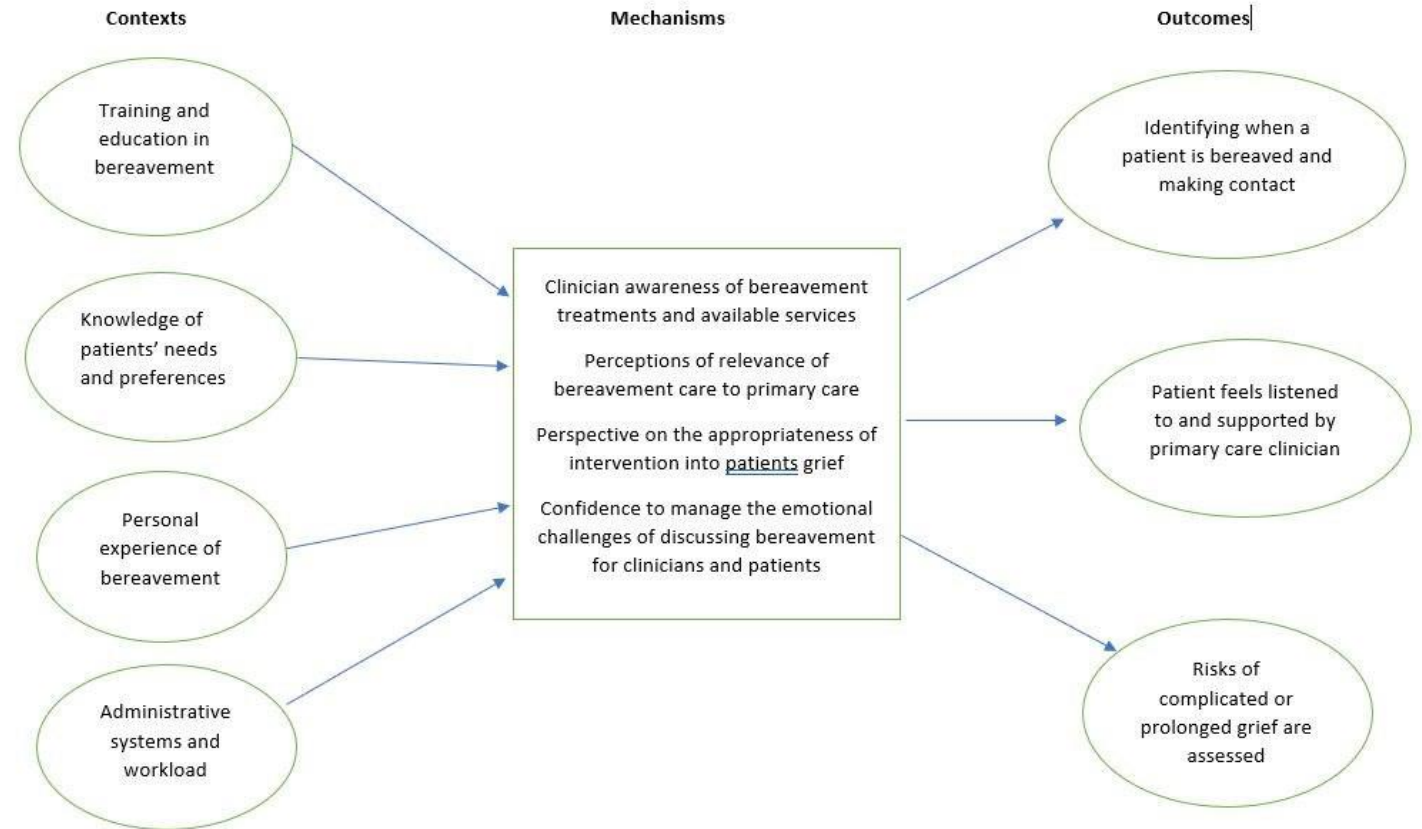 Contexts
Mechanisms
Outcomes
Training and
education in
bereavement
Knowledge of
patients’ needs
and preferences
Personal
experience of
bereavement
Administrative
systems and
workload
Clinician awareness of bereavement
treatments and available services
Perceptions of relevance of
bereavement care to primary care
Perspective on the appropriateness of
intervention into patients grief
Confidence to manage the emotional
challenges of discussing bereavement
for clinicians and patients
Identifying when a
patient is bereaved and
making contact
Patient feels listened
to and supported by
primary care clinician
Risks of
complicated or
prolonged grief are
assessed